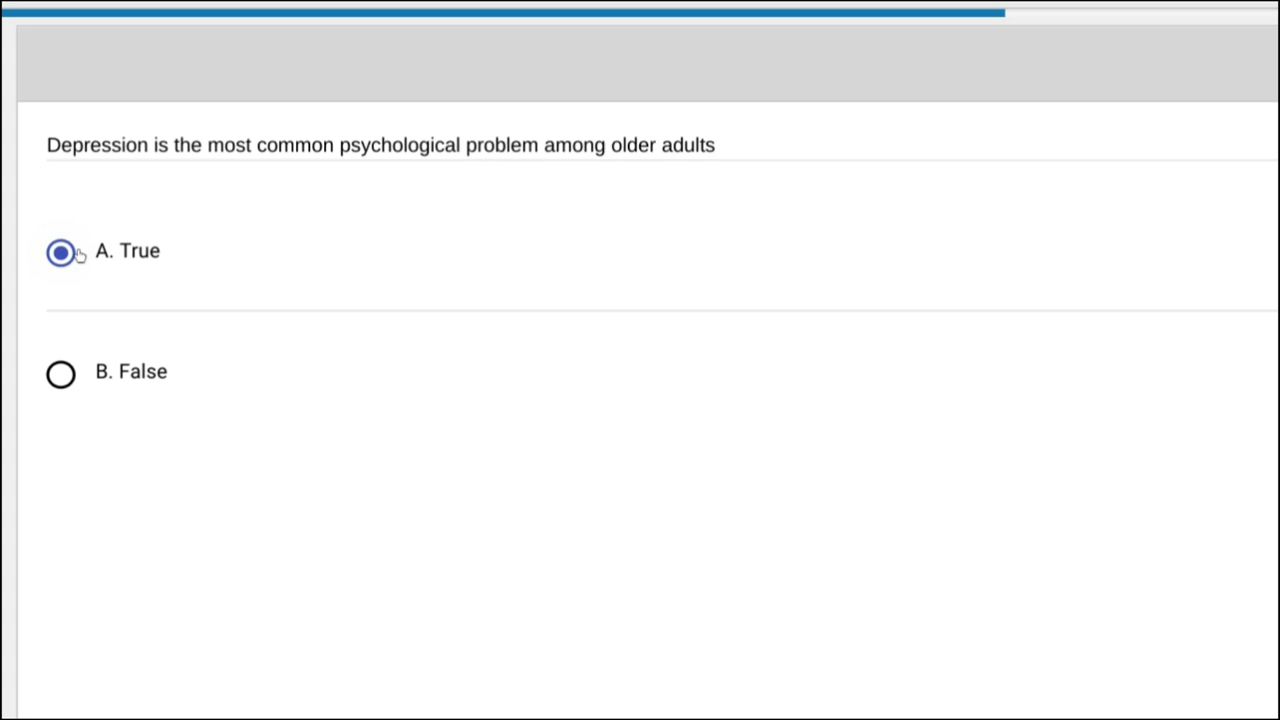 Depression is the most common psychological problem among older adults
A. True
B. False